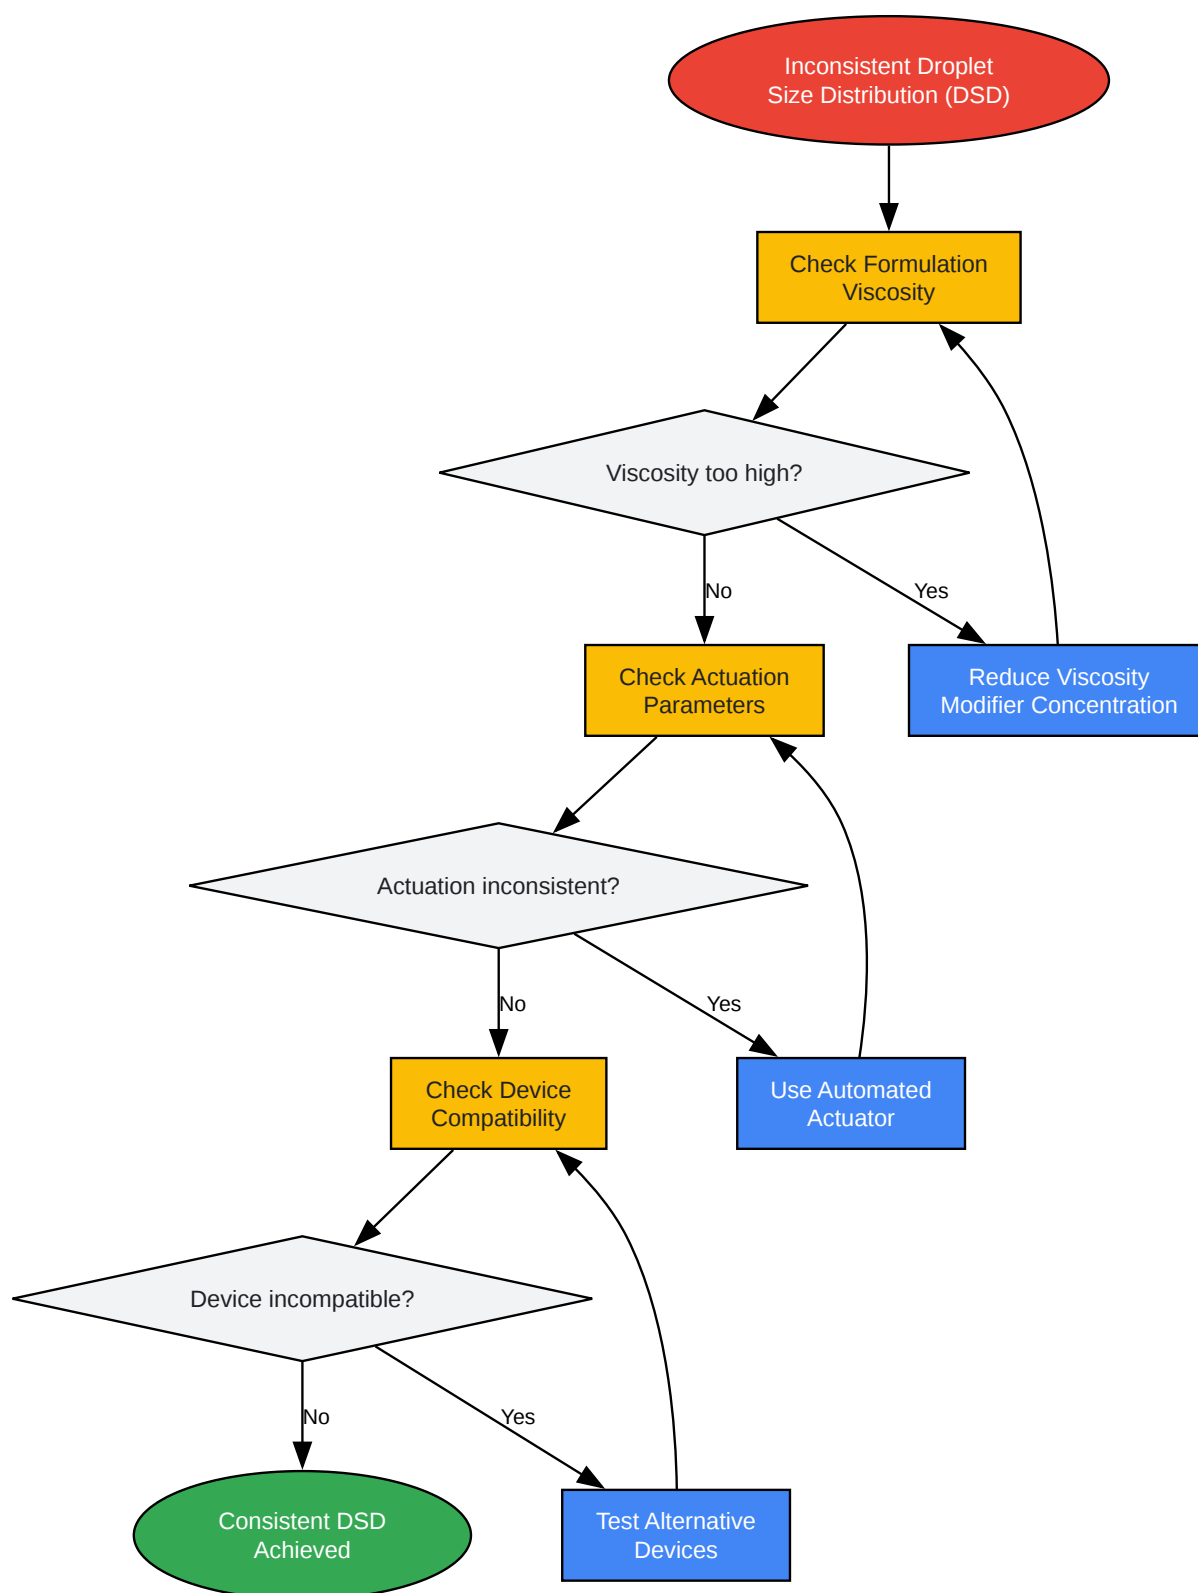 Inconsistent Droplet
Size Distribution (DSD)
Check Formulation
Viscosity
Viscosity too high?
No
Yes
Check Actuation
Parameters
Reduce Viscosity
Modifier Concentration
Actuation inconsistent?
No
Yes
Check Device
Compatibility
Use Automated
Actuator
Device incompatible?
No
Yes
Consistent DSD
Achieved
Test Alternative
Devices